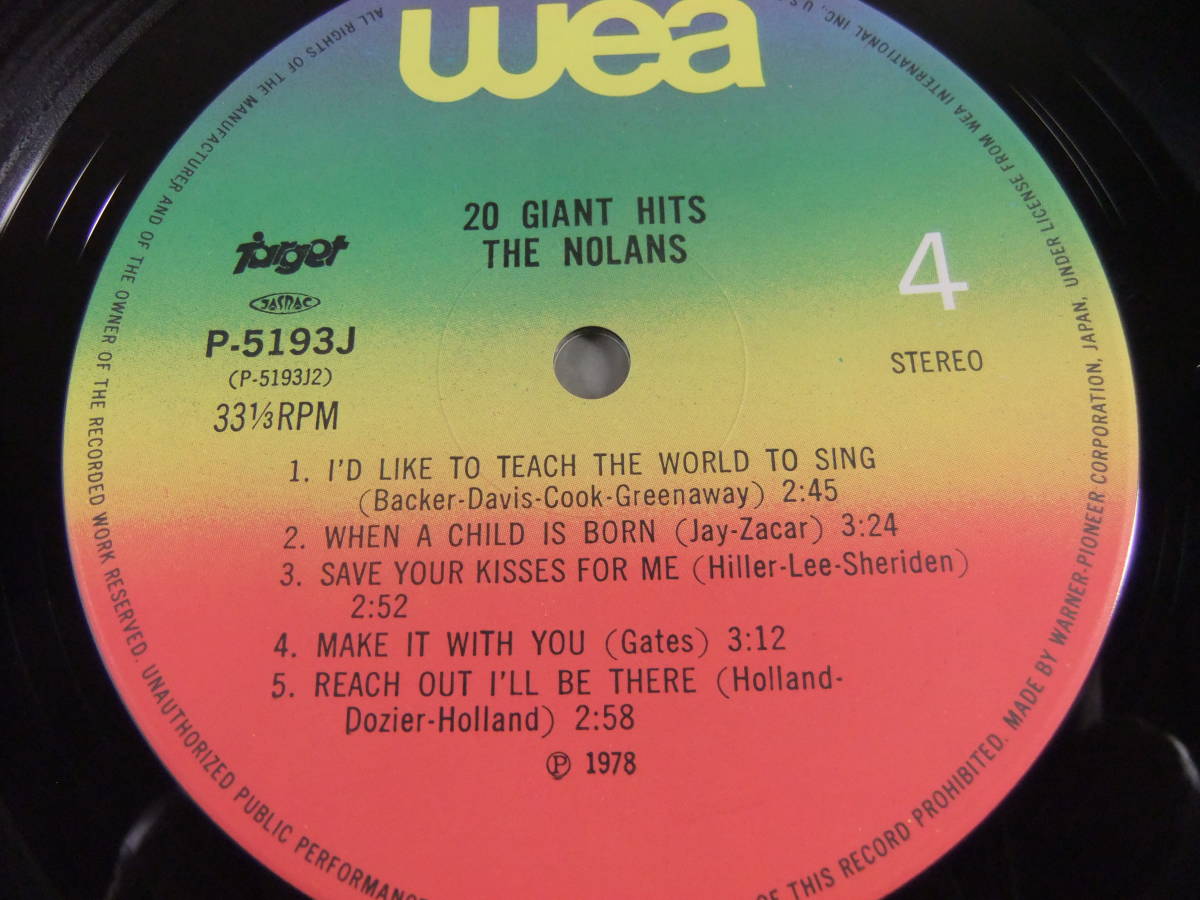 wea
20 GIANT HITS
THE NOLANS
4
target
JASRAC
P-5193J
(P-5193J2)
33⅓RPM
STEREO
1. I'D LIKE TO TEACH THE WORLD TO SING
(Backer-Davis-Cook-Greenaway) 2:45
2. WHEN A CHILD IS BORN (Jay-Zacar) 3:24
3. SAVE YOUR KISSES FOR ME (Hiller-Lee-Sheriden)
2:52
4. MAKE IT WITH YOU (Gates) 3:12
5. REACH OUT I'LL BE THERE (Holland-
Dozier-Holland) 2:58
℗ 1978
ALL RIGHTS OF THE MANUFACTURER AND OF THE OWNER OF THE RECORDED WORK RESERVED. UNAUTHORIZED PUBLIC PERFORMANC
OF THIS RECORD PROHIBITED. MADE BY WARNER-PIONEER CORPORATION, JAPAN, UNDER LICENSE FROM WEA INTERNATIONAL INC., U.S.